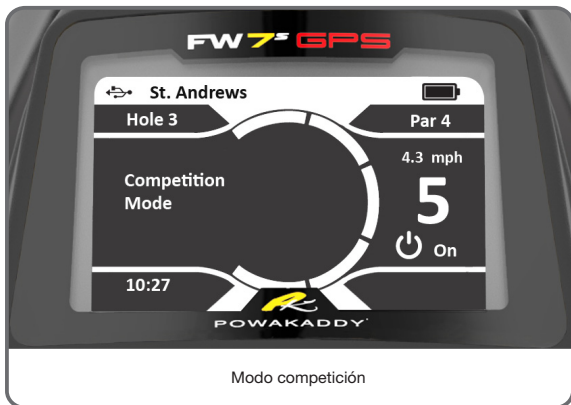 FW7s GPS
St. Andrews
Hole 3
Par 4
4.3 mph
Competition
Mode
5
On
10:27
POWAKADDY
Modo competición